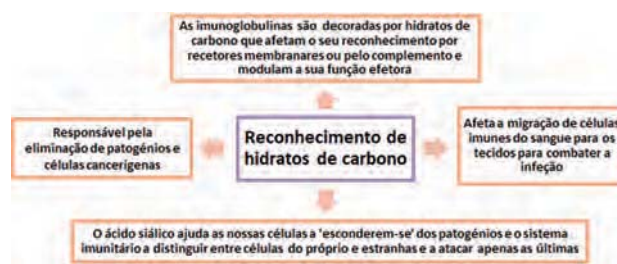 As imunoglobulinas são decoradas por hidratos de
carbono que afetam o seu reconhecimento por
recetores membranares ou pelo complemento e
modulam a sua função efetora
Responsável pela
eliminação de patogénios e
células cancerígenas
Reconhecimento de
hidratos de carbono
Afeta a migração de células
imunes do sangue para os
tecidos para combater a
infeção
O ácido siálico ajuda as nossas células a 'esconderem-se' dos patogénios e o sistema
imunitário a distinguir entre células do próprio e estranhas e a atacar apenas as últimas